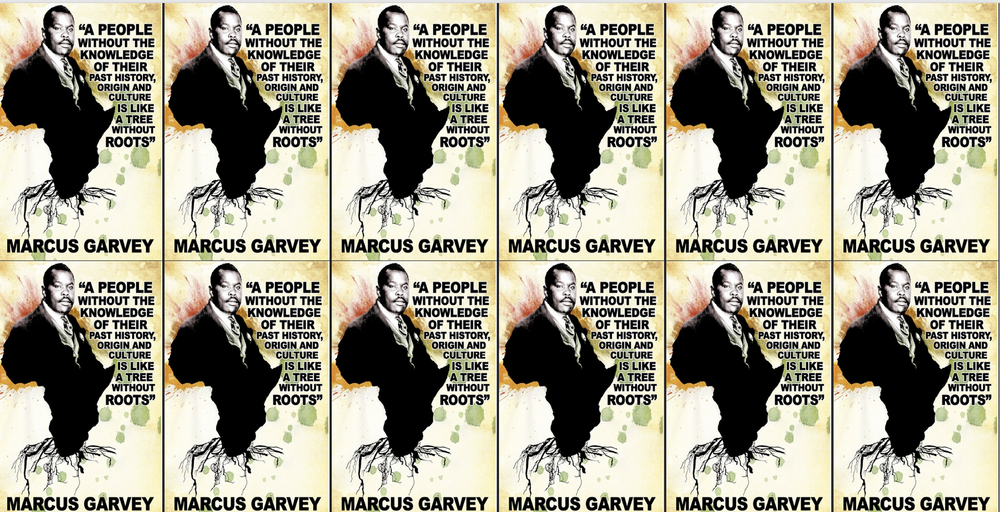 “A PEOPLE
WITHOUT THE
KNOWLEDGE
OF THEIR
PAST HISTORY,
ORIGIN AND
CULTURE
IS LIKE
A TREE
WITHOUT
ROOTS”
MARCUS GARVEY
“A PEOPLE
WITHOUT THE
KNOWLEDGE
OF THEIR
PAST HISTORY,
ORIGIN AND
CULTURE
IS LIKE
A TREE
WITHOUT
ROOTS”
MARCUS GARVEY
“A PEOPLE
WITHOUT THE
KNOWLEDGE
OF THEIR
PAST HISTORY,
ORIGIN AND
CULTURE
IS LIKE
A TREE
WITHOUT
ROOTS”
MARCUS GARVEY
“A PEOPLE
WITHOUT THE
KNOWLEDGE
OF THEIR
PAST HISTORY,
ORIGIN AND
CULTURE
IS LIKE
A TREE
WITHOUT
ROOTS”
MARCUS GARVEY
“A PEOPLE
WITHOUT THE
KNOWLEDGE
OF THEIR
PAST HISTORY,
ORIGIN AND
CULTURE
IS LIKE
A TREE
WITHOUT
ROOTS”
MARCUS GARVEY
“A PEOPLE
WITHOUT THE
KNOWLEDGE
OF THEIR
PAST HISTORY,
ORIGIN AND
CULTURE
IS LIKE
A TREE
WITHOUT
ROOTS”
MARCUS GARVEY
“A PEOPLE
WITHOUT THE
KNOWLEDGE
OF THEIR
PAST HISTORY,
ORIGIN AND
CULTURE
IS LIKE
A TREE
WITHOUT
ROOTS”
MARCUS GARVEY
“A PEOPLE
WITHOUT THE
KNOWLEDGE
OF THEIR
PAST HISTORY,
ORIGIN AND
CULTURE
IS LIKE
A TREE
WITHOUT
ROOTS”
MARCUS GARVEY
“A PEOPLE
WITHOUT THE
KNOWLEDGE
OF THEIR
PAST HISTORY,
ORIGIN AND
CULTURE
IS LIKE
A TREE
WITHOUT
ROOTS”
MARCUS GARVEY
“A PEOPLE
WITHOUT THE
KNOWLEDGE
OF THEIR
PAST HISTORY,
ORIGIN AND
CULTURE
IS LIKE
A TREE
WITHOUT
ROOTS”
MARCUS GARVEY
“A PEOPLE
WITHOUT THE
KNOWLEDGE
OF THEIR
PAST HISTORY,
ORIGIN AND
CULTURE
IS LIKE
A TREE
WITHOUT
ROOTS”
MARCUS GARVEY
“A PEOPLE
WITHOUT THE
KNOWLEDGE
OF THEIR
PAST HISTORY,
ORIGIN AND
CULTURE
IS LIKE
A TREE
WITHOUT
ROOTS”
MARCUS GARVEY